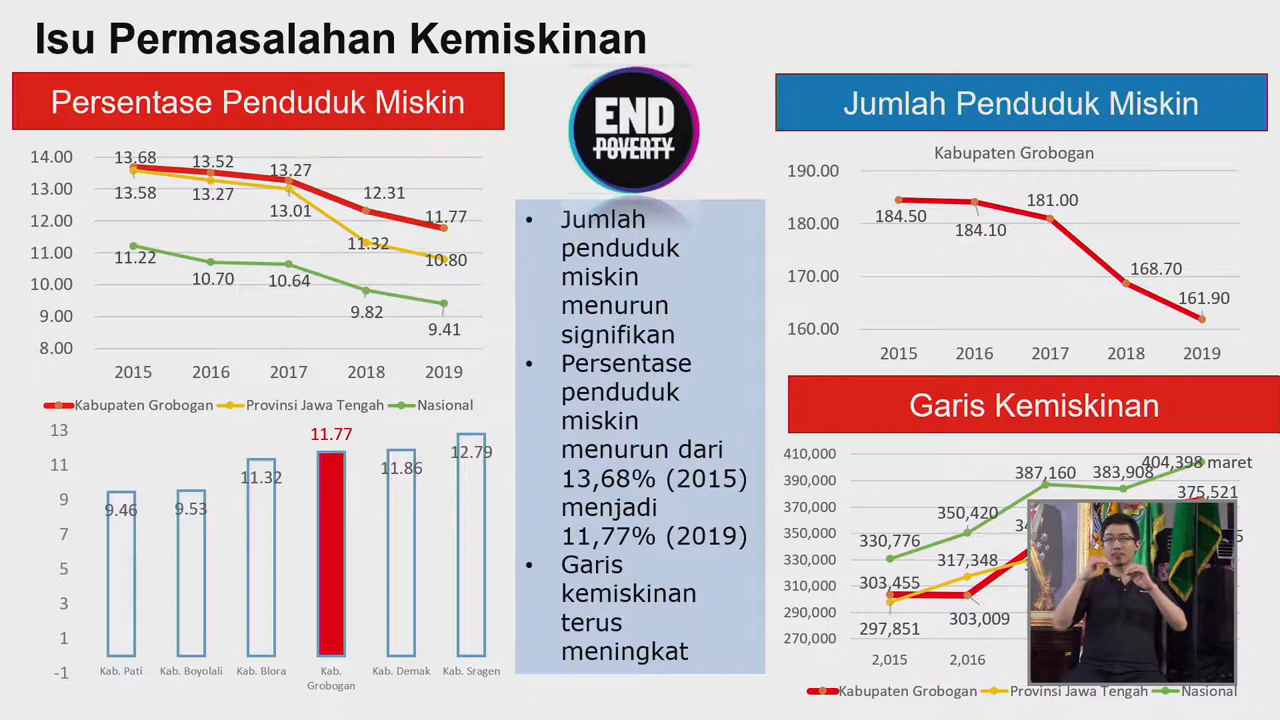 Isu Permasalahan Kemiskinan
Persentase Penduduk Miskin
14.00
13.00
12.00
11.00
10.00
9.00
8.00
13.68
13.52
13.27
12.31
11.77
13.58
13.27
13.01
11.32
10.80
11.22
10.70
10.64
9.82
9.41
2015 2016 2017 2018 2019
Kabupaten Grobogan Provinsi Jawa Tengah Nasional
13
11
9
7
5
3
1
-1
9.46
9.53
11.32
11.77
11.86
12.79
Kab. Pati Kab. Boyolali Kab. Blora Kab. Grobogan Kab. Demak Kab. Sragen
END
POVERTY
• Jumlah
penduduk
miskin
menurun
signifikan
• Persentase
penduduk
miskin
menurun dari
13,68% (2015)
menjadi
11,77% (2019)
• Garis
kemiskinan
terus
meningkat
Jumlah Penduduk Miskin
Kabupaten Grobogan
190.00
180.00
170.00
160.00
184.50
184.10
181.00
168.70
161.90
2015 2016 2017 2018 2019
Garis Kemiskinan
410,000
390,000
370,000
350,000
330,000
310,000
290,000
270,000
330,776
350,420
387,160
383,908
404,398 maret
375,521
303,455
317,348
297,851
303,009
2,015 2,016
Kabupaten Grobogan Provinsi Jawa Tengah Nasional